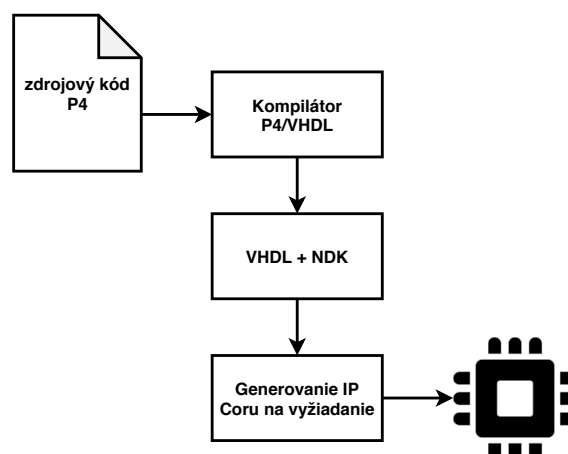 zdrojový kód
P4
Kompilátor
P4/VHDL
VHDL + NDK
Generovanie IP
Coru na vyžiadanie